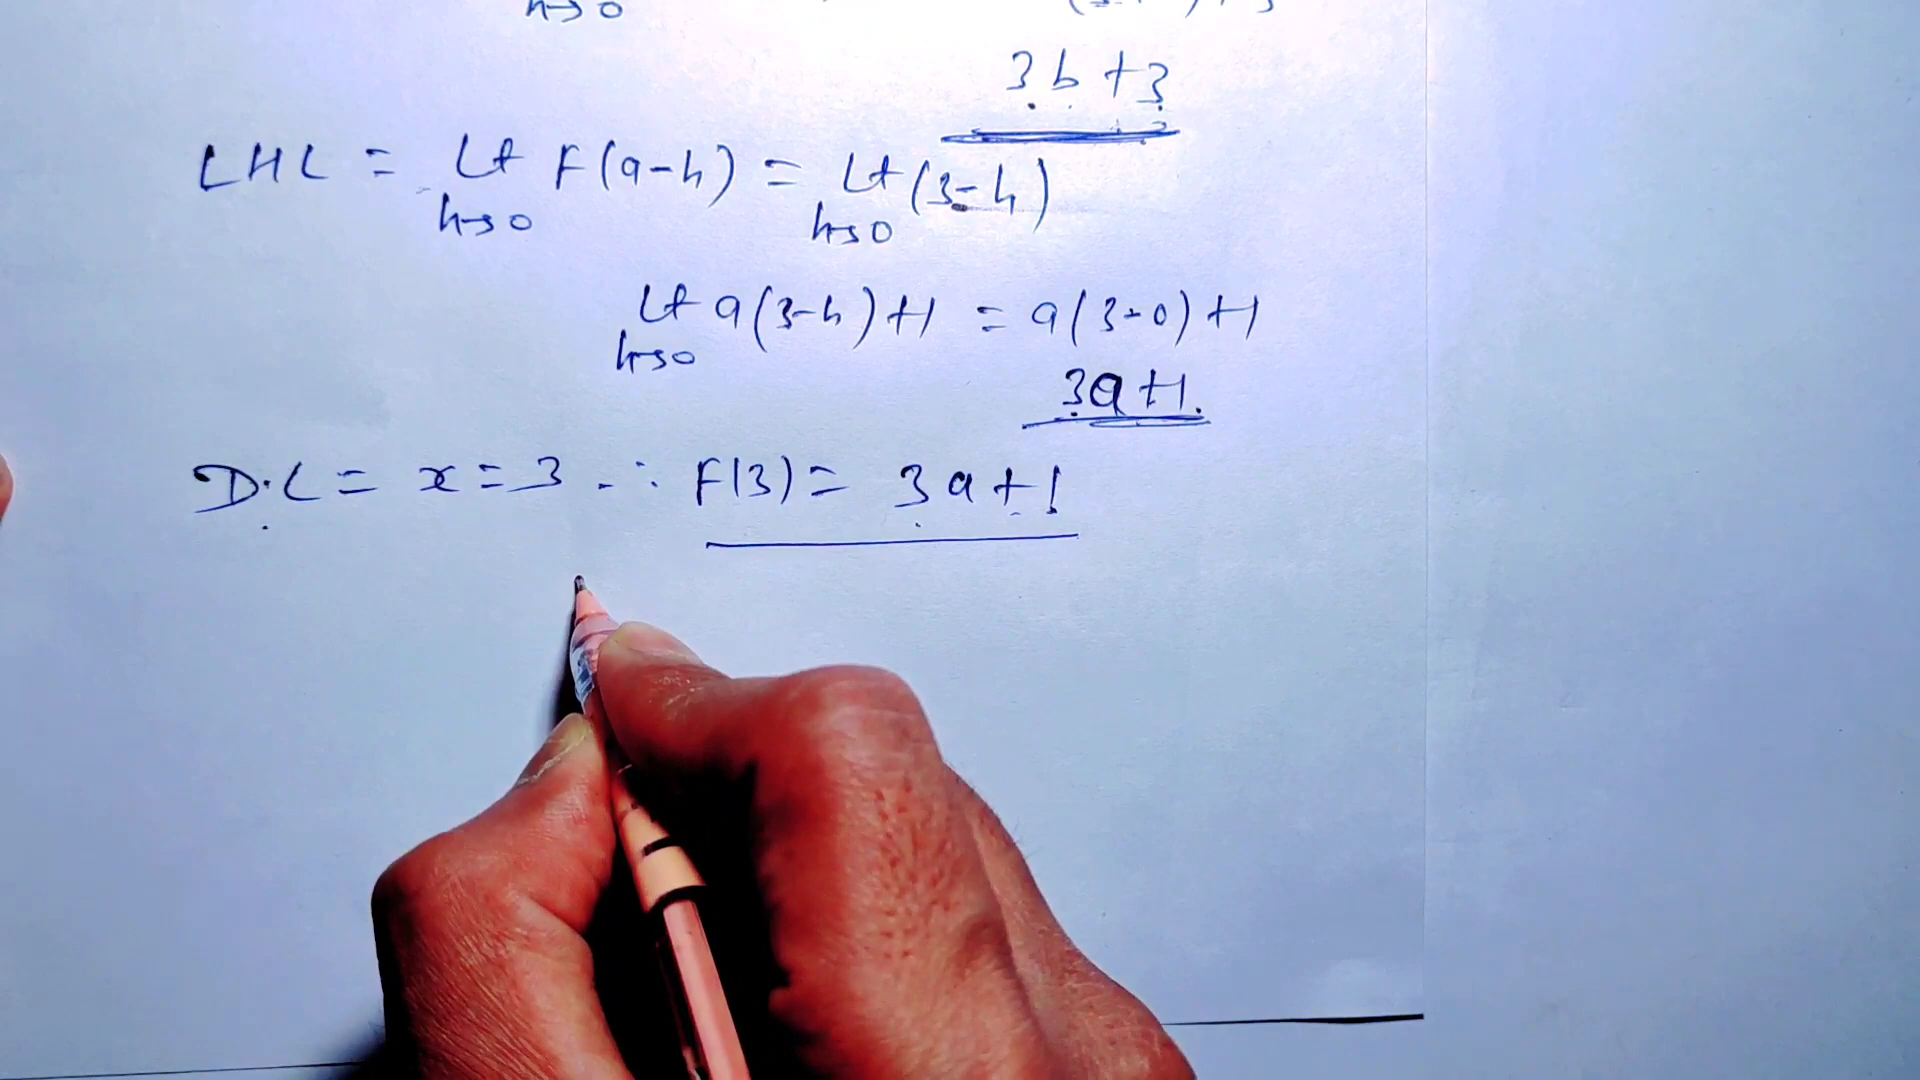 h→0
3b+3
LHL = Lt F(a-h) = Lt (3-h)
h→0 h→0
Lt a(3-h)+1 = a(3-0)+1
h→0
3a+1
D.L = x=3 . ∴ F(3) = 3a+1